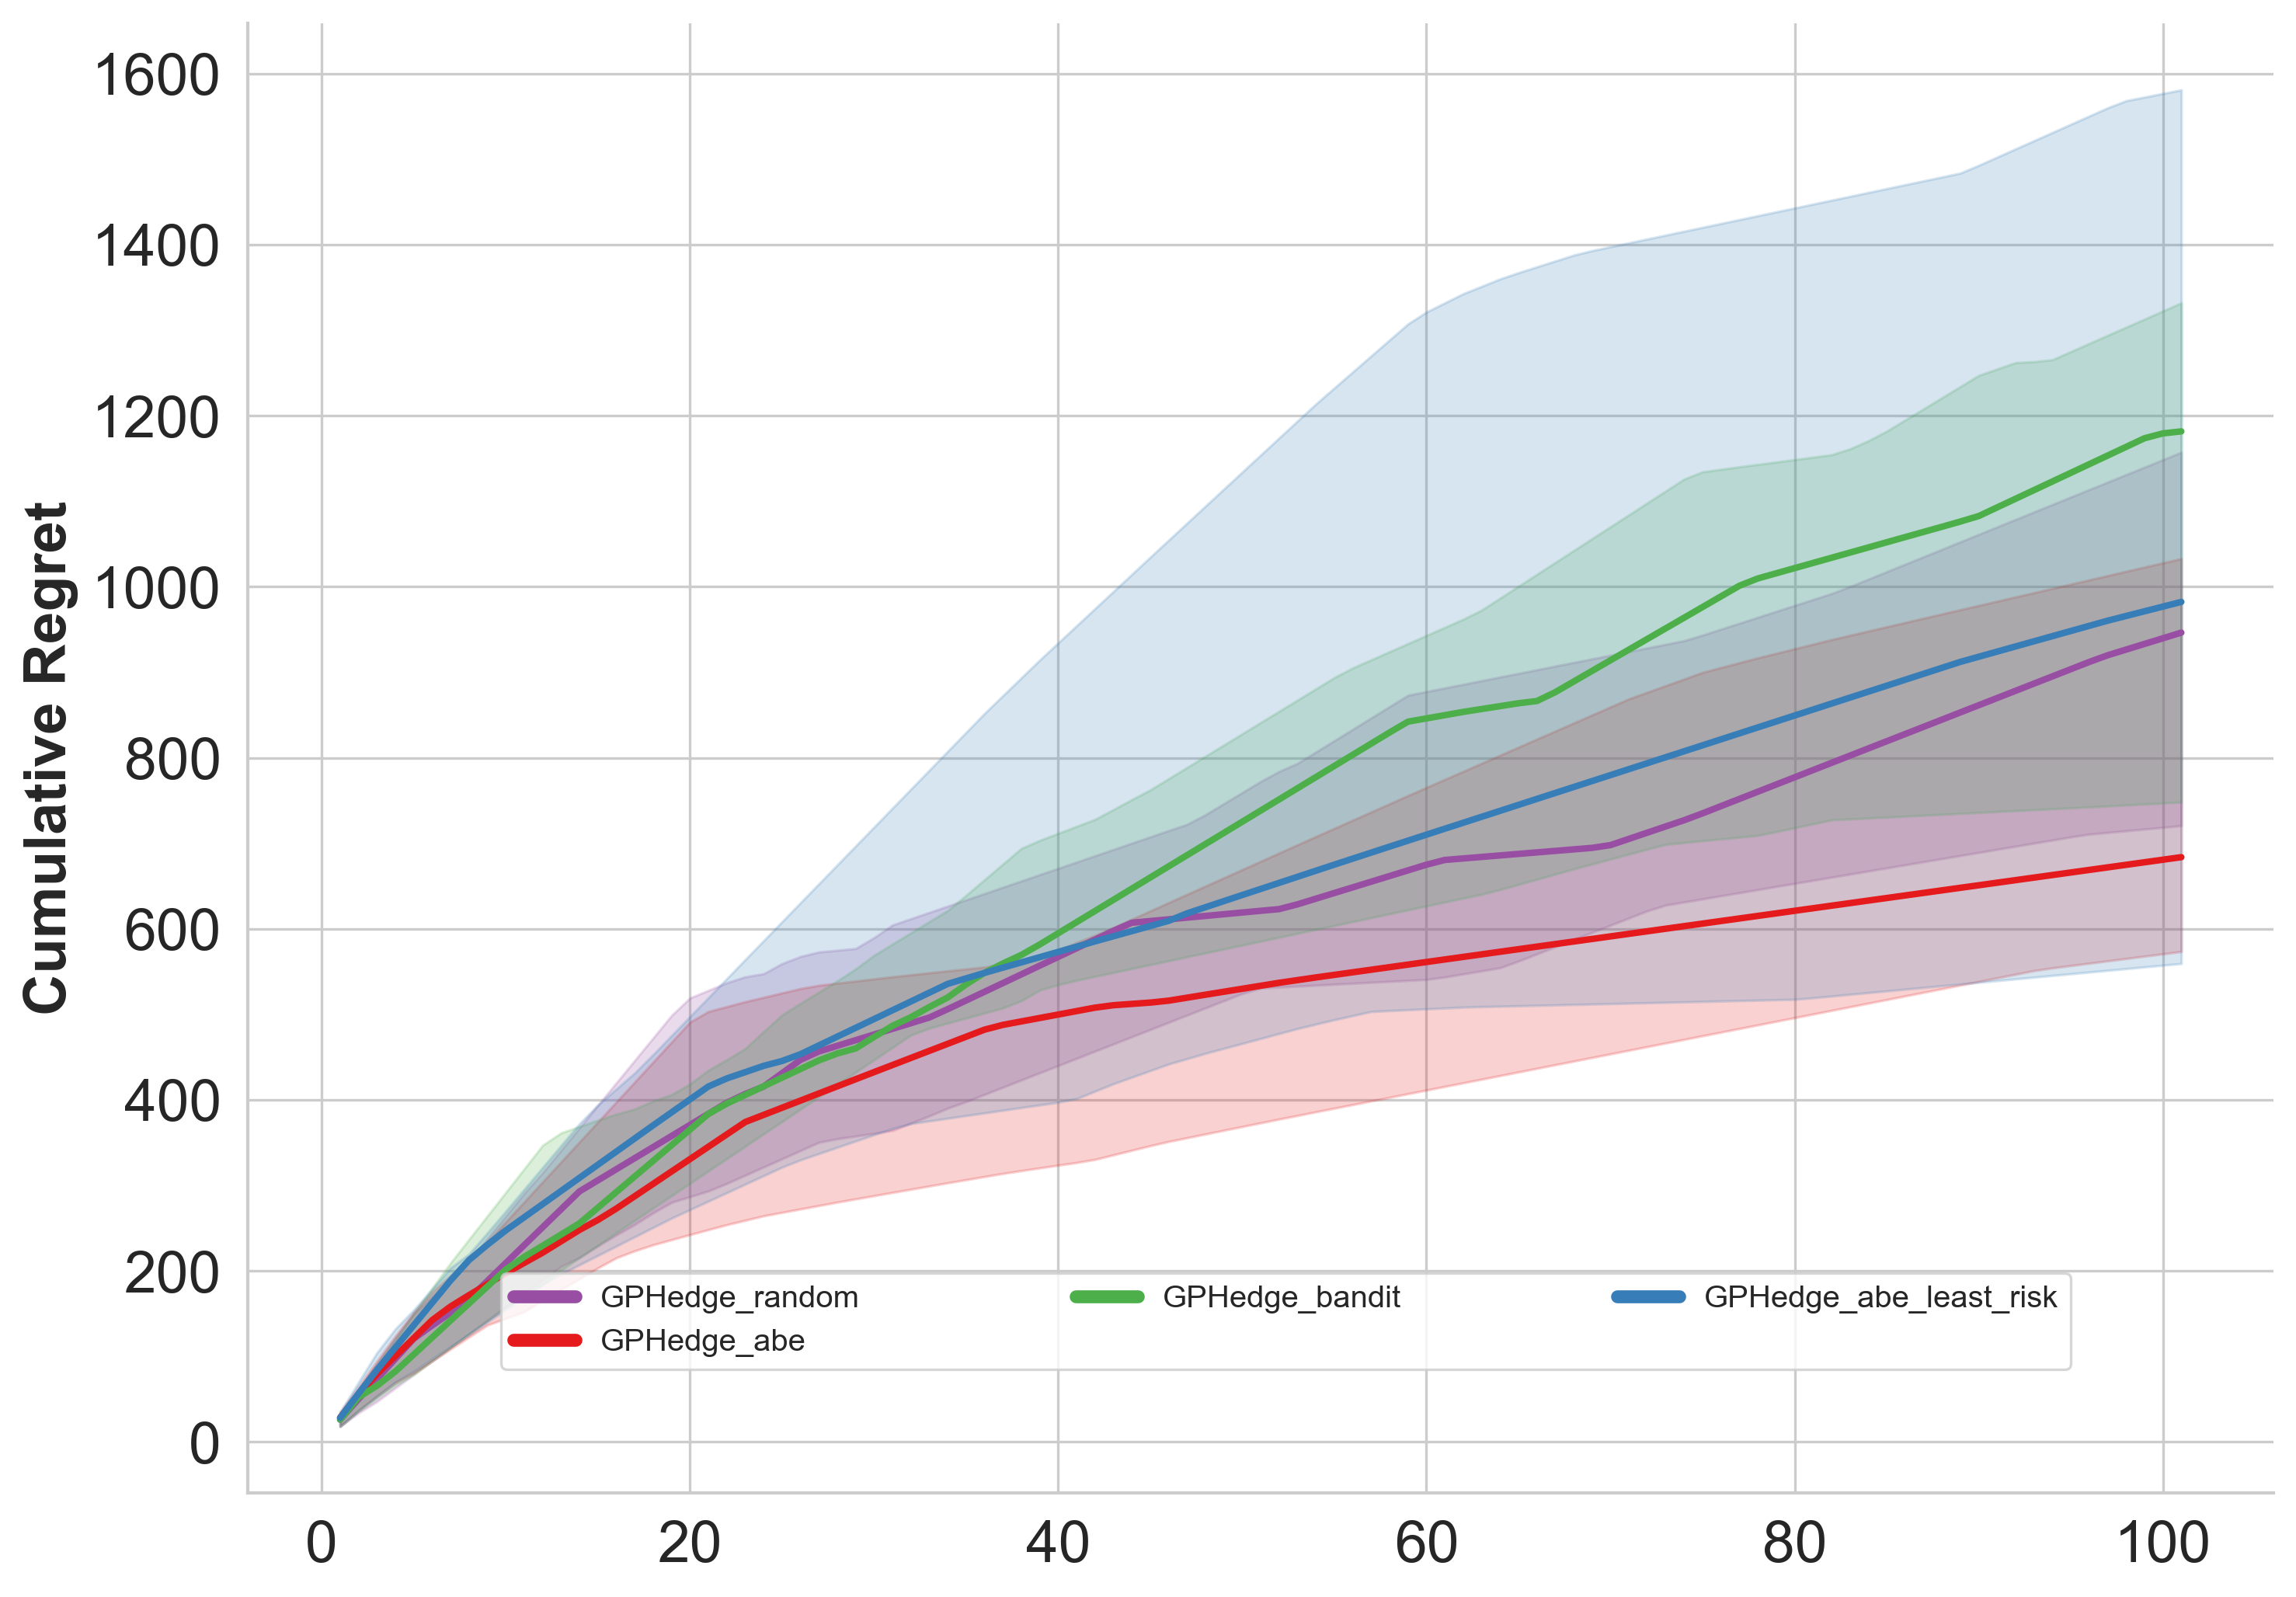 1600
1400
1200
1000
800
600
400
200
0
Cumulative Regret
GPHedge_random
GPHedge_bandit
GPHedge_abe_least_risk
GPHedge_abe
0 20 40 60 80 100